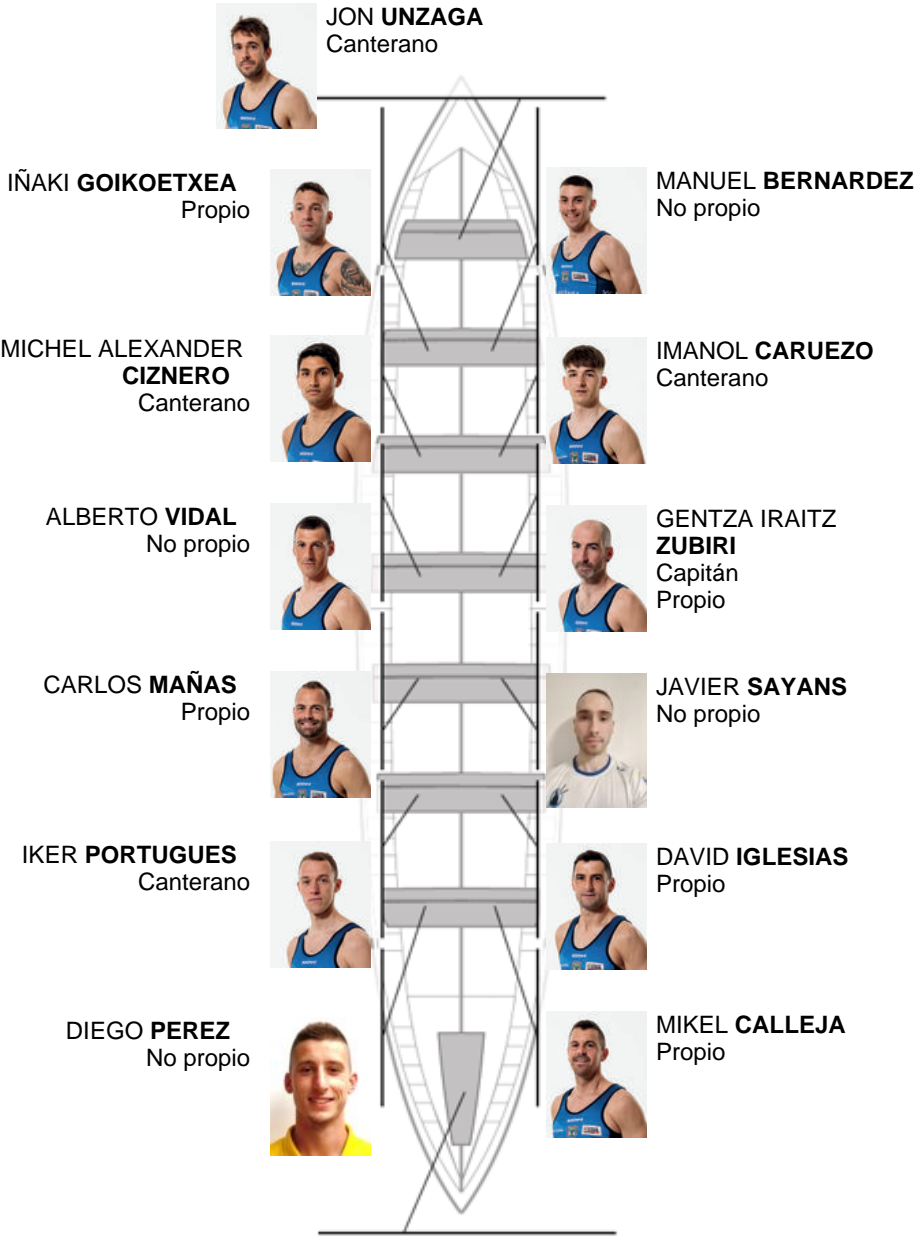 JON UNZAGA
Canterano
IÑAKI GOIKOETXEA
Propio
MANUEL BERNARDEZ
No propio
MICHEL ALEXANDER
CIZNERO
Canterano
IMANOL CARUEZO
Canterano
ALBERTO VIDAL
No propio
GENTZA IRAITZ
ZUBIRI
Capitán
Propio
CARLOS MAÑAS
Propio
JAVIER SAYANS
No propio
IKER PORTUGUES
Canterano
DAVID IGLESIAS
Propio
DIEGO PEREZ
No propio
MIKEL CALLEJA
Propio